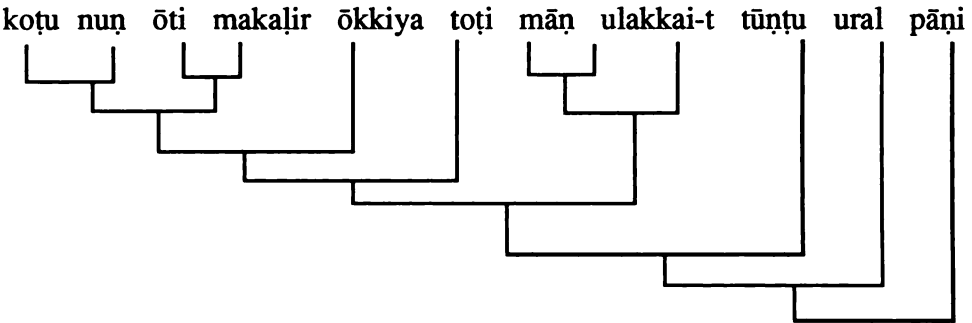 koṭu nuṇ ōti makaḷir ōkkiya toṭi māṇ ulakkai-t tūṇṭu ural pāṇi